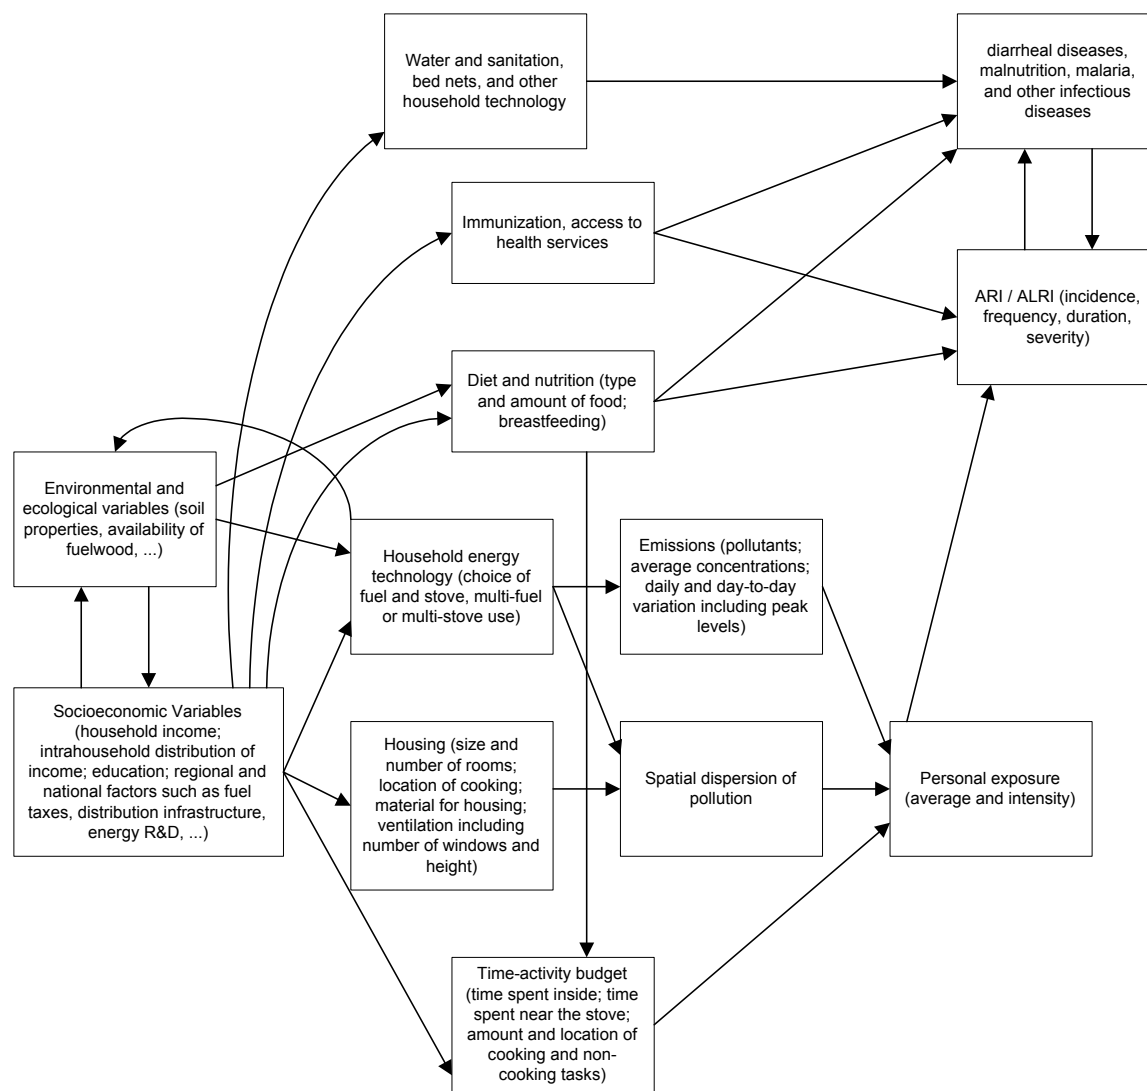 Water and sanitation,
bed nets, and other
household technology
diarrheal diseases,
malnutrition, malaria,
and other infectious
diseases
Immunization, access to
health services
ARI / ALRI (incidence,
frequency, duration,
severity)
Diet and nutrition (type
and amount of food;
breastfeeding)
Environmental and
ecological variables (soil
properties, availability of
fuelwood, ...)
Household energy
technology (choice of
fuel and stove, multi-fuel
or multi-stove use)
Emissions (pollutants;
average concentrations;
daily and day-to-day
variation including peak
levels)
Socioeconomic Variables
(household income;
intrahousehold distribution of
income; education; regional and
national factors such as fuel
taxes, distribution infrastructure,
energy R&D, ...)
Housing (size and
number of rooms;
location of cooking;
material for housing;
ventilation including
number of windows and
height)
Spatial dispersion of
pollution
Personal exposure
(average and intensity)
Time-activity budget
(time spent inside; time
spent near the stove;
amount and location of
cooking and non-
cooking tasks)